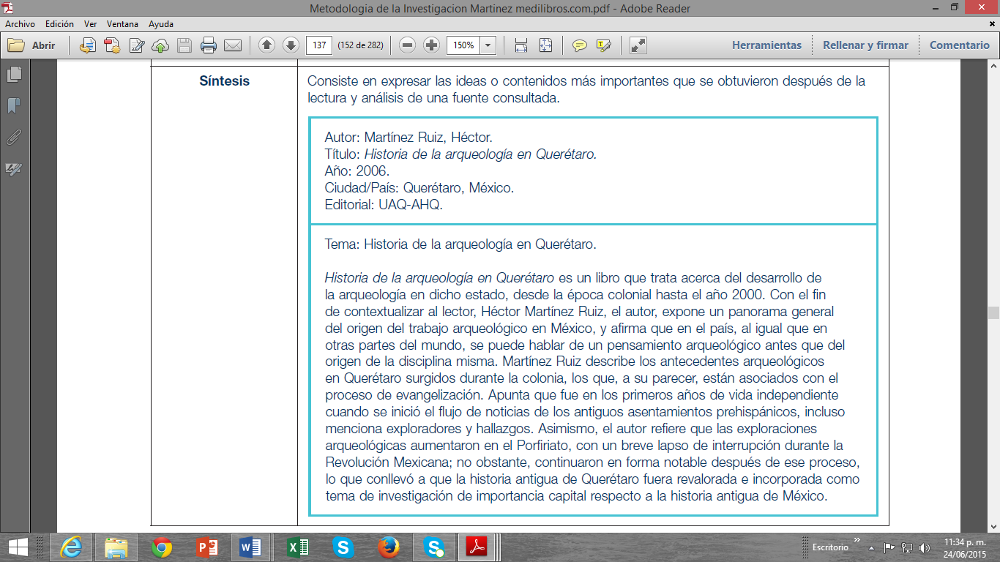 Metodologia de la Investigacion Martinez medilibros.com.pdf - Adobe Reader
Archivo Edición Ver Ventana Ayuda
Abrir 137 (152 de 282) 150% Herramientas Rellenar y firmar Comentario
Síntesis
Consiste en expresar las ideas o contenidos más importantes que se obtuvieron después de la
lectura y análisis de una fuente consultada.
Autor: Martínez Ruiz, Héctor.
Título: Historia de la arqueología en Querétaro.
Año: 2006.
Ciudad/País: Querétaro, México.
Editorial: UAQ-AHQ.
Tema: Historia de la arqueología en Querétaro.
Historia de la arqueología en Querétaro es un libro que trata acerca del desarrollo de
la arqueología en dicho estado, desde la época colonial hasta el año 2000. Con el fin
de contextualizar al lector, Héctor Martínez Ruiz, el autor, expone un panorama general
del origen del trabajo arqueológico en México, y afirma que en el país, al igual que en
otras partes del mundo, se puede hablar de un pensamiento arqueológico antes que del
origen de la disciplina misma. Martínez Ruiz describe los antecedentes arqueológicos
en Querétaro surgidos durante la colonia, los que, a su parecer, están asociados con el
proceso de evangelización. Apunta que fue en los primeros años de vida independiente
cuando se inició el flujo de noticias de los antiguos asentamientos prehispánicos, incluso
menciona exploradores y hallazgos. Asimismo, el autor refiere que las exploraciones
arqueológicas aumentaron en el Porfiriato, con un breve lapso de interrupción durante la
Revolución Mexicana; no obstante, continuaron en forma notable después de ese proceso,
lo que conllevó a que la historia antigua de Querétaro fuera revalorada e incorporada como
tema de investigación de importancia capital respecto a la historia antigua de México.
Escritorio
11:34 p. m.
24/06/2015